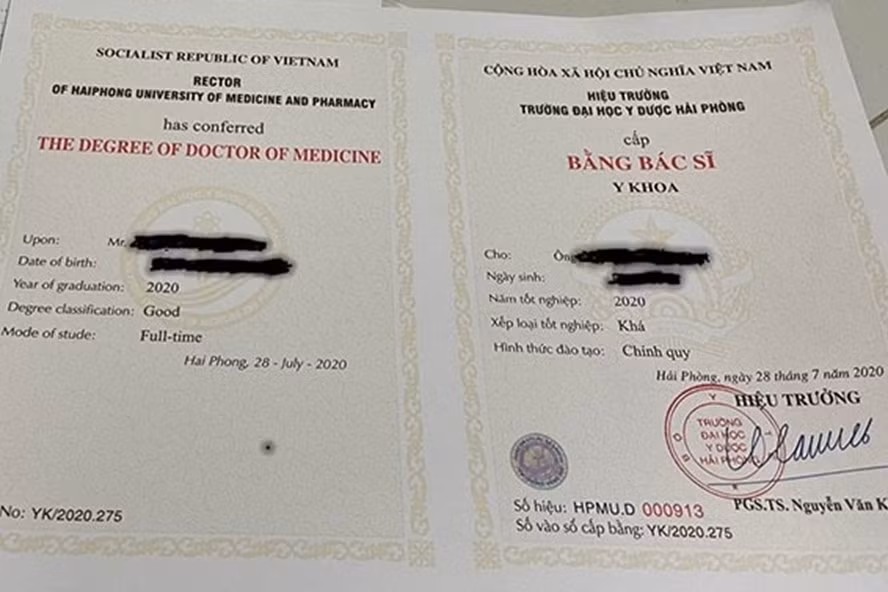 SOCIALIST REPUBLIC OF VIETNAM
RECTOR
OF HAIPHONG UNIVERSITY OF MEDICINE AND PHARMACY
has conferred
THE DEGREE OF DOCTOR OF MEDICINE
Upon: Mr.
Date of birth:
Year of graduation: 2020
Degree classification: Good
Mode of stude: Full-time
Hai Phong, 28 - July - 2020
No: YK/2020.275
CỘNG HÒA XÃ HỘI CHỦ NGHĨA VIỆT NAM
HIỆU TRƯỞNG
TRƯỜNG ĐẠI HỌC Y DƯỢC HẢI PHÒNG
cấp
BẰNG BÁC SĨ
Y KHOA
Cho: Ông
Ngày sinh:
Năm tốt nghiệp: 2020
Xếp loại tốt nghiệp: Khá
Hình thức đào tạo: Chính quy
Hải Phòng, ngày 28 tháng 7 năm 2020
HIỆU TRƯỞNG
TRƯỜNG
ĐẠI HỌC
Y DƯỢC
HẢI PHÒNG
PGS.TS. Nguyễn Văn K
Số hiệu: HPMU.D 000913
Số vào sổ cấp bằng: YK/2020.275